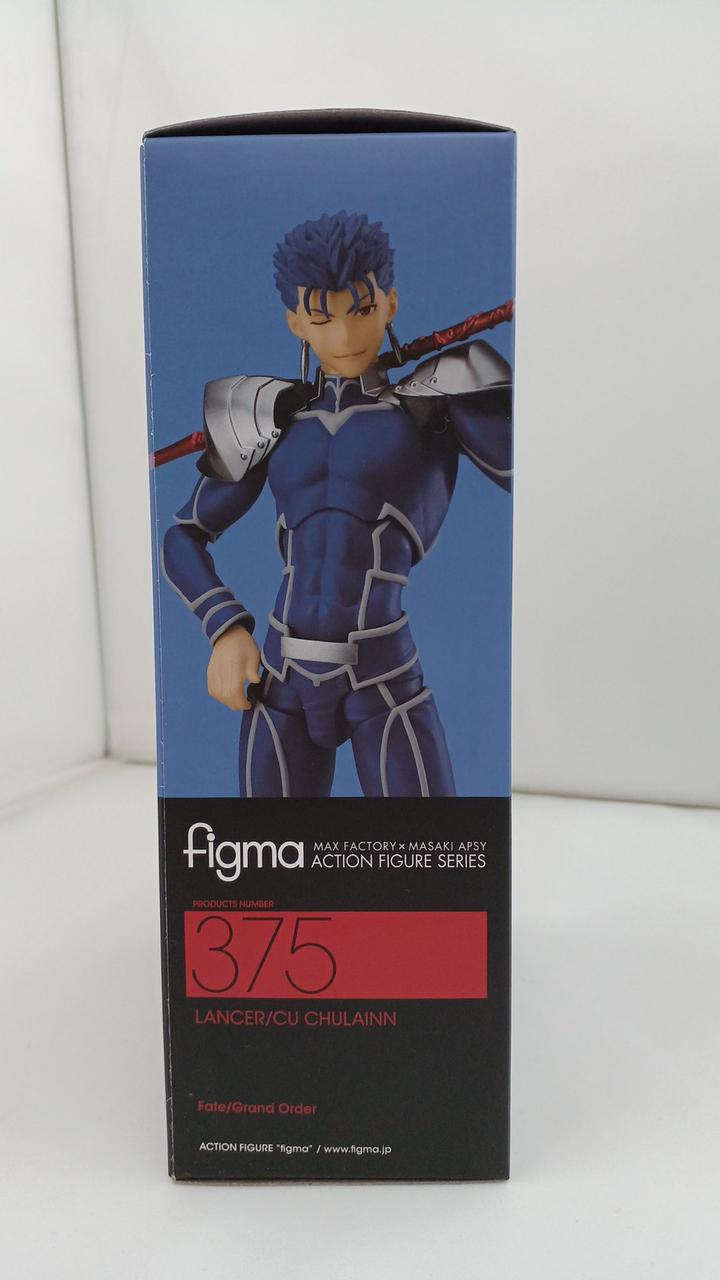 figma
MAX FACTORY × MASAKI APSY
ACTION FIGURE SERIES
PRODUCTS NUMBER
375
LANCER/CU CHULAINN
Fate/Grand Order
ACTION FIGURE "figma" / www.figma.jp